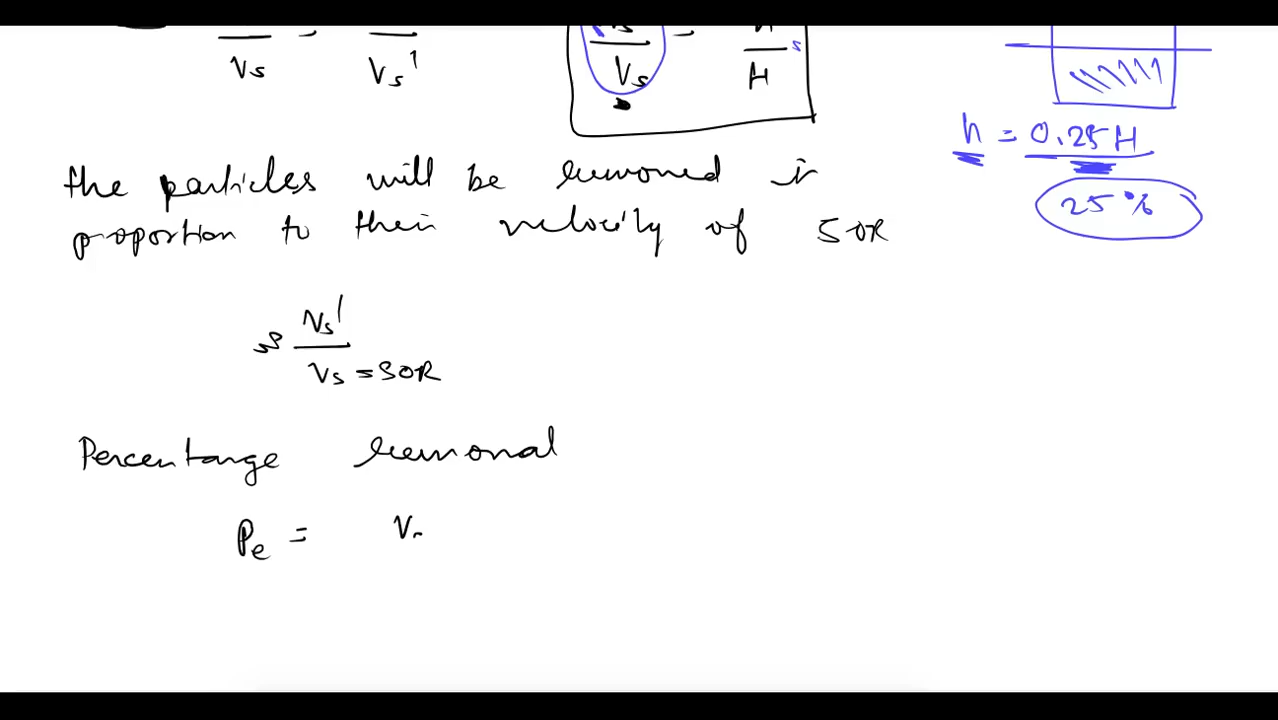 Vs = Vs'
Vs = H
h = 0.25H
25%
the particles will be removed in
proportion to their velocity of SOR
Vs'
Vs = SOR
Percentange removal
Pe = V